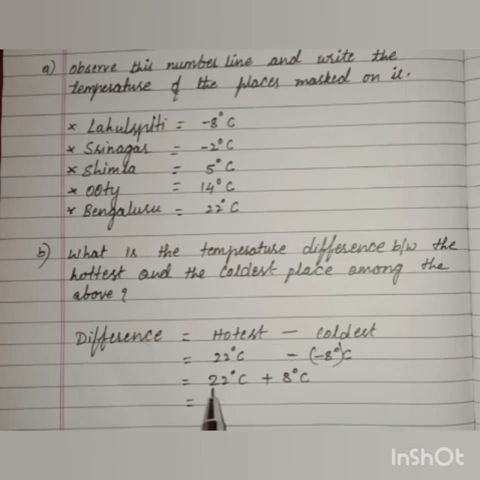 a) observe this number line and write the
temperature of the places marked on it.
* Lahulspiti = -8°C
* Srinagar = -2°C
* Shimla = 5°C
* Ooty = 14°C
* Bengaluru = 22°C
b) What is the temperature difference b/w the
hottest and the coldest place among the
above?
Difference = Hotest - coldest
= 22°C - (-8°)C
= 22°C + 8°C
=
InShOt